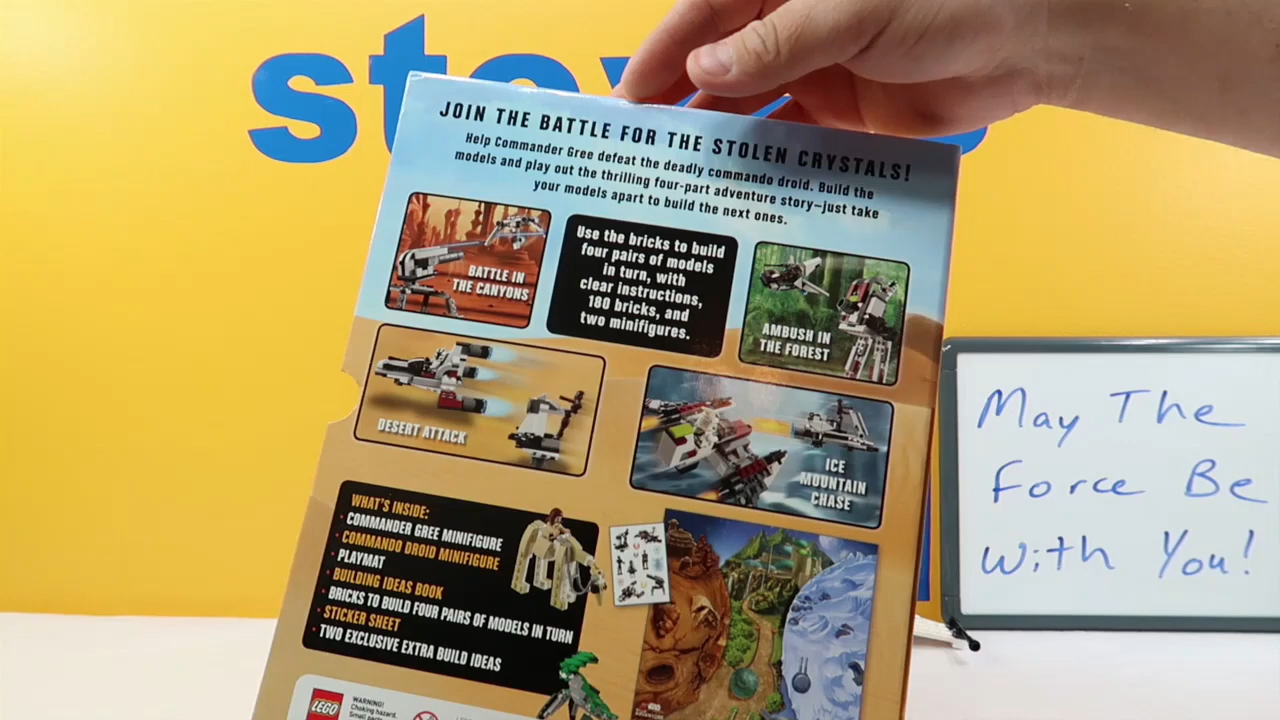 JOIN THE BATTLE FOR THE STOLEN CRYSTALS!
Help Commander Gree defeat the deadly commando droid. Build the
models and play out the thrilling four-part adventure story—just take
your models apart to build the next ones.
BATTLE IN
THE CANYONS
Use the bricks to build
four pairs of models
in turn, with
clear instructions,
180 bricks, and
two minifigures.
AMBUSH IN
THE FOREST
DESERT ATTACK
ICE
MOUNTAIN
CHASE
WHAT'S INSIDE:
• COMMANDER GREE MINIFIGURE
• COMMANDO DROID MINIFIGURE
• PLAYMAT
• BUILDING IDEAS BOOK
• BRICKS TO BUILD FOUR PAIRS OF MODELS IN TURN
• STICKER SHEET
• TWO EXCLUSIVE EXTRA BUILD IDEAS
LEGO
WARNING!
Choking hazard.
Small parts.
May The
Force Be
With You!